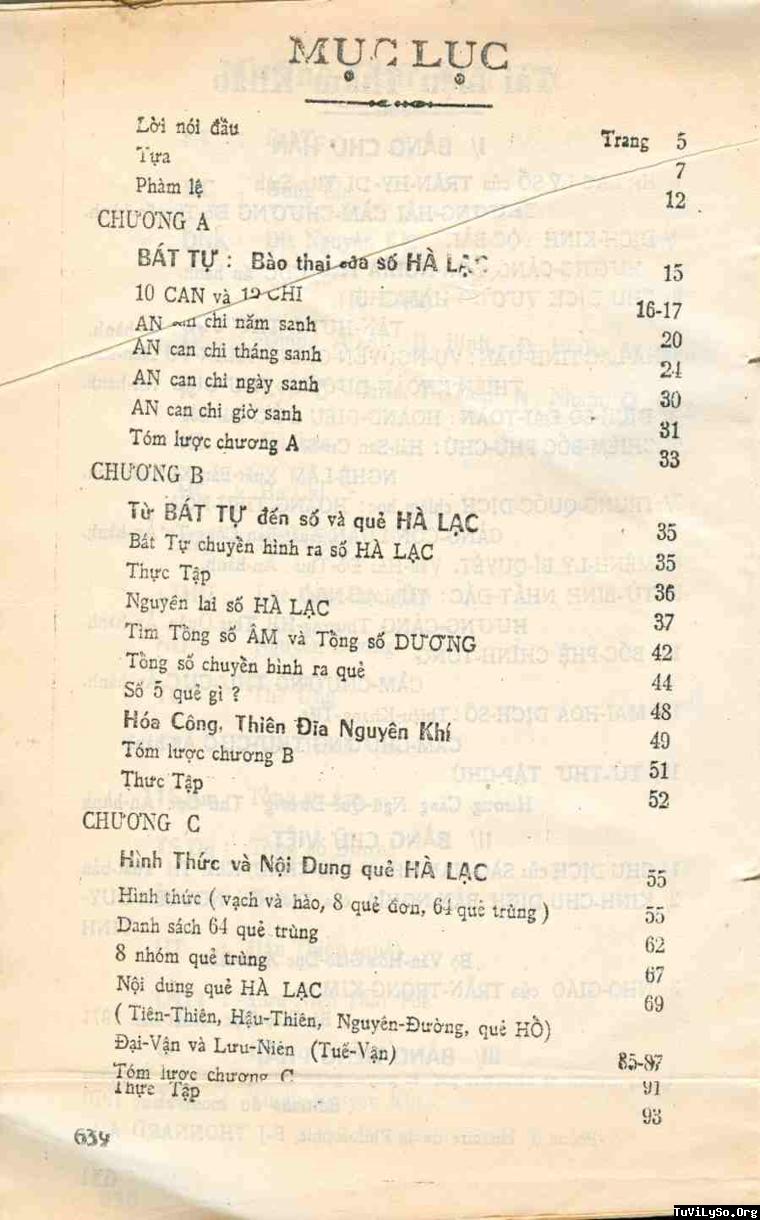 MỤC LỤC
Lời nói đầu Trang 5
Tựa 7
Phàm lệ 12
CHƯƠNG A
BÁT TỰ : Bào thai của số HÀ LẠC 15
10 CAN và 12 CHI 16-17
AN can chi năm sanh 20
AN can chi tháng sanh 24
AN can chi ngày sanh 30
AN can chi giờ sanh 31
Tóm lược chương A 33
CHƯƠNG B
Từ BÁT TỰ đến số và quẻ HÀ LẠC 35
Bát Tự chuyển hình ra số HÀ LẠC 35
Thực Tập 36
Nguyên lai số HÀ LẠC 37
Tìm Tổng số ÂM và Tổng số DƯƠNG 42
Tổng số chuyển hình ra quẻ 44
Số 5 quẻ gì ? 48
Hóa Công, Thiên Địa Nguyên Khí 49
Tóm lược chương B 51
Thực Tập 52
CHƯƠNG C
Hình Thức và Nội Dung quẻ HÀ LẠC 55
Hình thức ( vạch và hào, 8 quẻ đơn, 64 quẻ trùng ) 55
Danh sách 64 quẻ trùng 62
8 nhóm quẻ trùng 67
Nội dung quẻ HÀ LẠC 69
( Tiên-Thiên, Hậu-Thiên, Nguyên-Đường, quẻ HỖ)
Đại-Vận và Lưu-Niên (Tuế-Vận) 85-87
Tóm lược chương C 91
Thực Tập 93
639
TuViLySo.Org